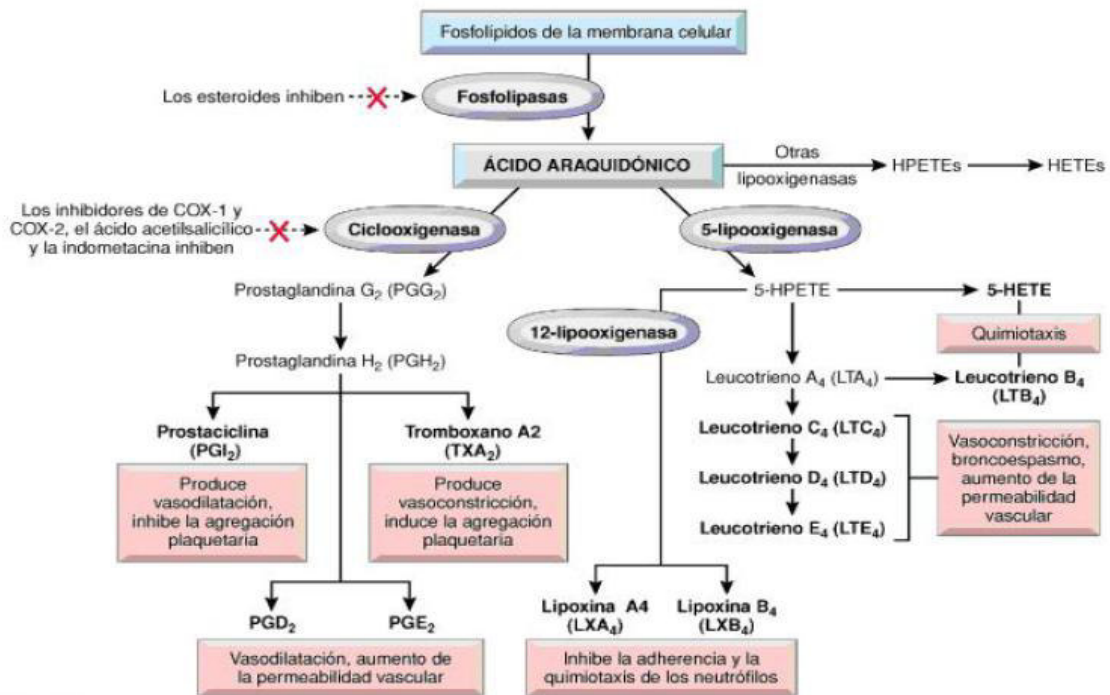 Fosfolípidos de la membrana celular
Los esteroides inhiben
Fosfolipasas
ÁCIDO ARAQUIDÓNICO
Otras
lipooxigenasas
HPETEs
HETEs
Los inhibidores de COX-1 y
COX-2, el ácido acetilsalicílico
y la indometacina inhiben
Ciclooxigenasa
5-lipooxigenasa
Prostaglandina G₂ (PGG₂)
5-HPETE
5-HETE
12-lipooxigenasa
Quimiotaxis
Prostaglandina H₂ (PGH₂)
Leucotrieno A₄ (LTA₄)
Leucotrieno B₄
(LTB₄)
Prostaciclina
(PGI₂)
Tromboxano A2
(TXA₂)
Leucotrieno C₄ (LTC₄)
Leucotrieno D₄ (LTD₄)
Leucotrieno E₄ (LTE₄)
Vasoconstricción,
broncoespasmo,
aumento de la
permeabilidad
vascular
Produce
vasodilatación,
inhibe la agregación
plaquetaria
Produce
vasoconstricción,
induce la agregación
plaquetaria
PGD₂
PGE₂
Lipoxina A4
(LXA₄)
Lipoxina B₄
(LXB₄)
Vasodilatación, aumento de
la permeabilidad vascular
Inhibe la adherencia y la
quimiotaxis de los neutrófilos